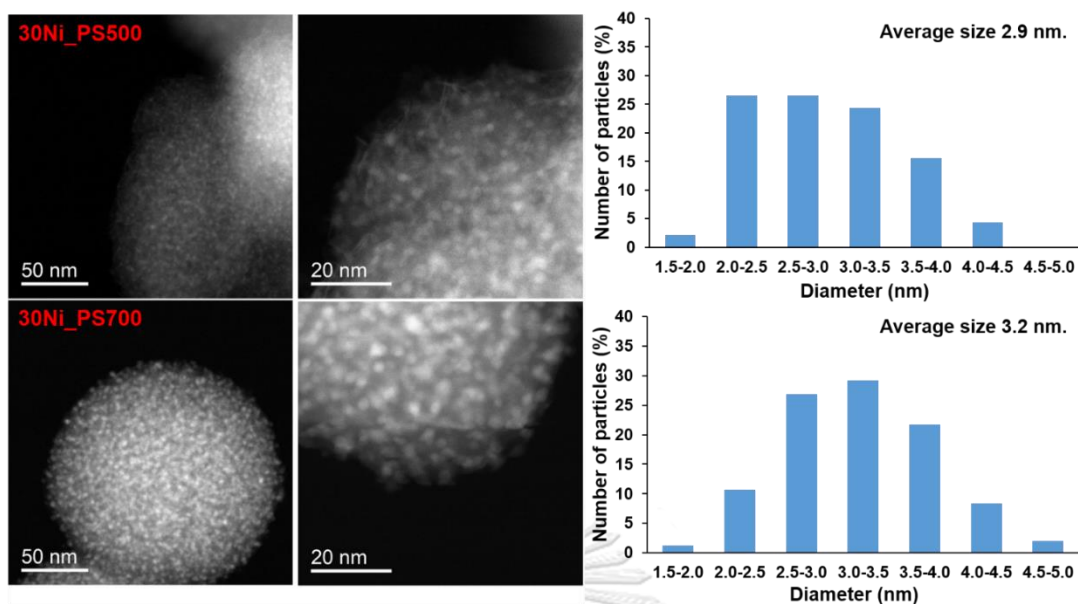 30Ni_PS500
50 nm
20 nm
40
35
30
25
20
15
10
5
0
Number of particles (%)
Average size 2.9 nm.
1.5-2.0 2.0-2.5 2.5-3.0 3.0-3.5 3.5-4.0 4.0-4.5 4.5-5.0
Diameter (nm)
30Ni_PS700
50 nm
20 nm
40
35
30
25
20
15
10
5
0
Number of particles (%)
Average size 3.2 nm.
1.5-2.0 2.0-2.5 2.5-3.0 3.0-3.5 3.5-4.0 4.0-4.5 4.5-5.0
Diameter (nm)